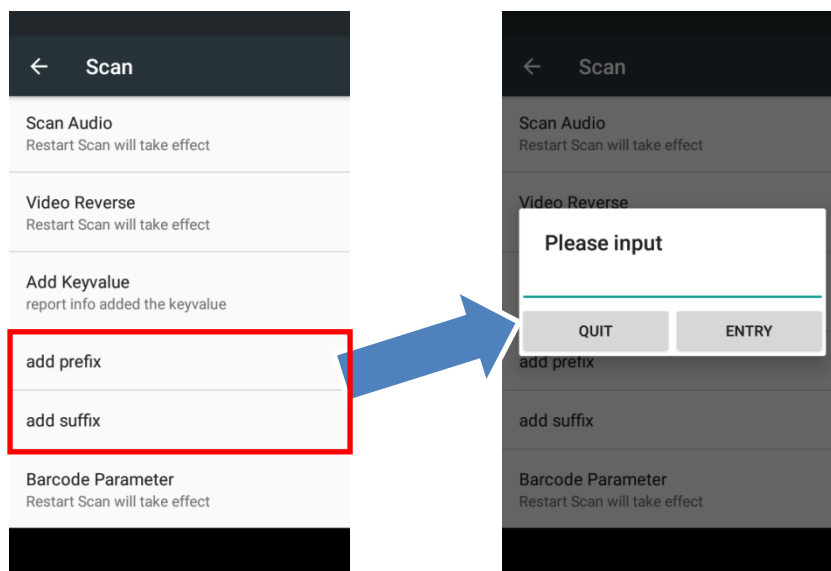 Scan
Scan Audio
Restart Scan will take effect
Video Reverse
Restart Scan will take effect
Add Keyvalue
report info added the keyvalue
add prefix
add suffix
Barcode Parameter
Restart Scan will take effect
Scan
Scan Audio
Restart Scan will take effect
Video Reverse
Please input
QUIT
ENTRY
add prefix
add suffix
Barcode Parameter
Restart Scan will take effect